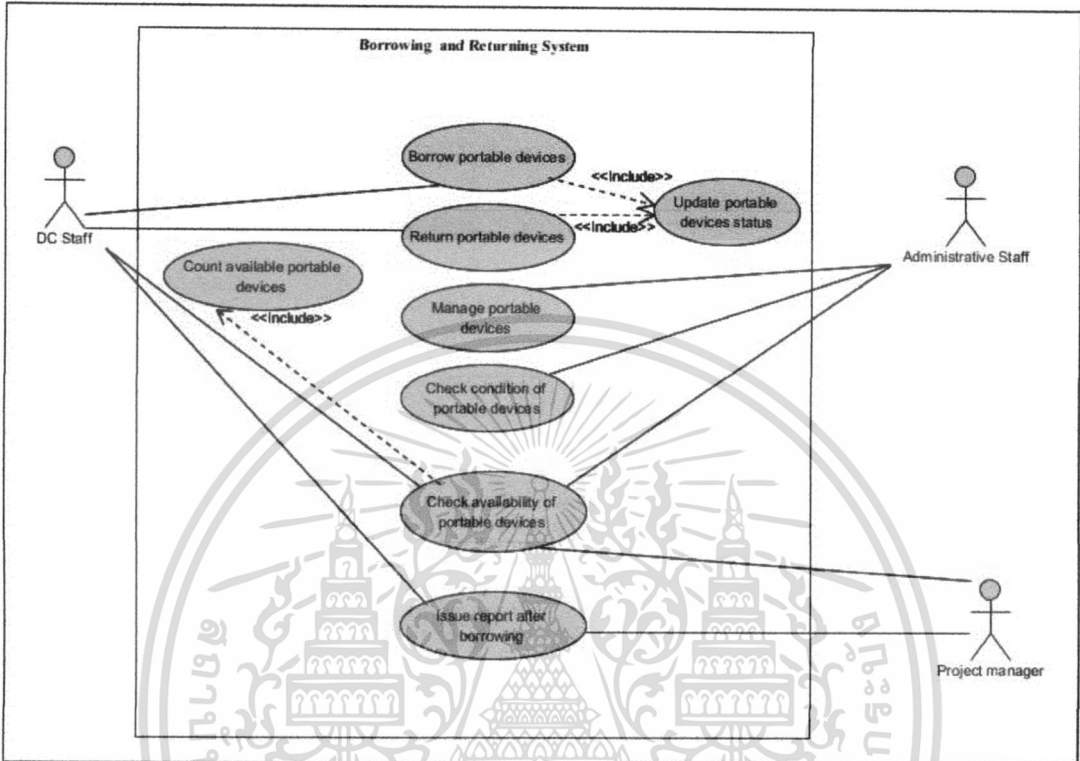 Borrowing and Returning System
Borrow portable devices
<<Include>>
Update portable
devices status
DC Staff
Return portable devices
<<Include>>
Administrative Staff
Count available portable
devices
<<Include>>
Manage portable
devices
Check condition of
portable devices
Check availability of
portable devices
Issue report after
borrowing
Project manager